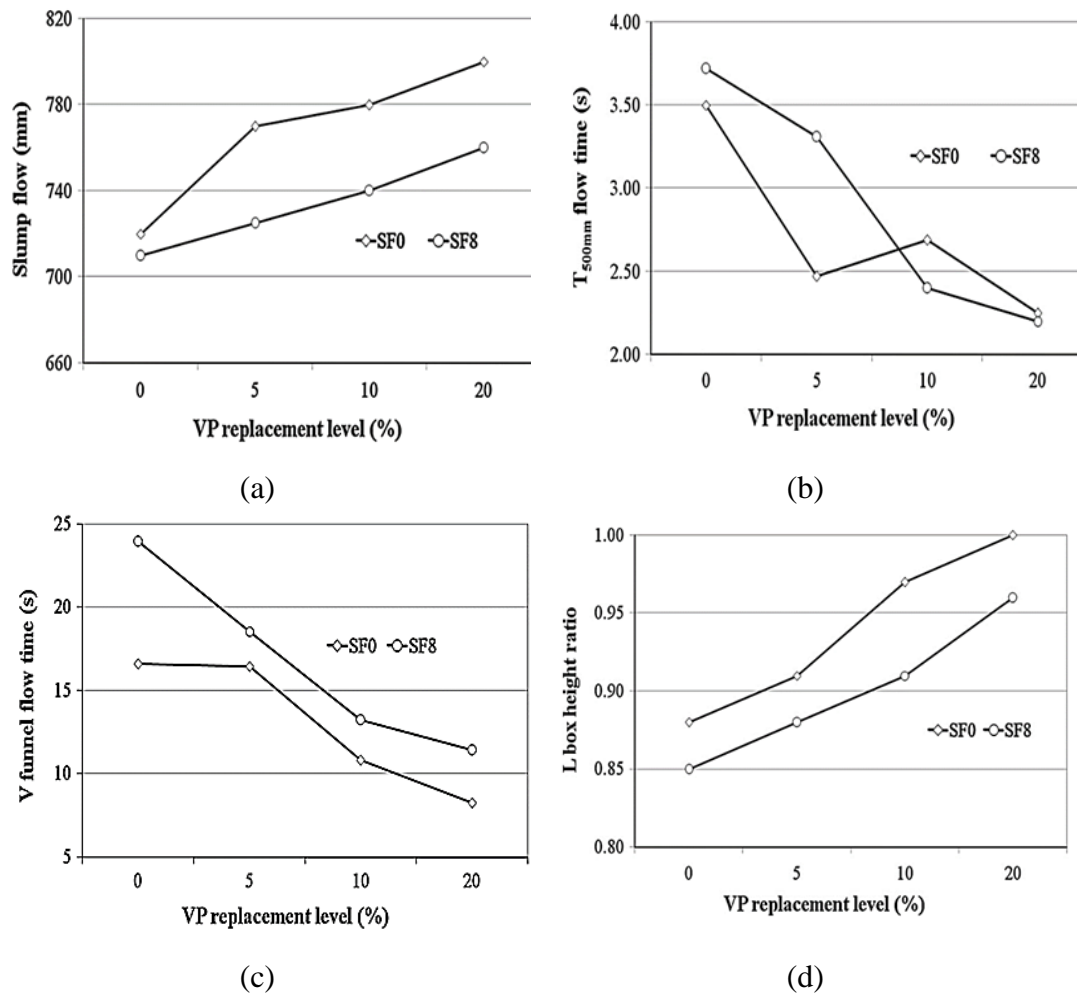 820
780
740
700
660
Slump flow (mm)
SF0 SF8
0 5 10 20
VP replacement level (%)
(a)
4.00
3.50
3.00
2.50
2.00
T500mm flow time (s)
SF0 SF8
0 5 10 20
VP replacement level (%)
(b)
25
20
15
10
5
V funnel flow time (s)
SF0 SF8
0 5 10 20
VP replacement level (%)
(c)
1.00
0.95
0.90
0.85
0.80
L box height ratio
SF0 SF8
0 5 10 20
VP replacement level (%)
(d)